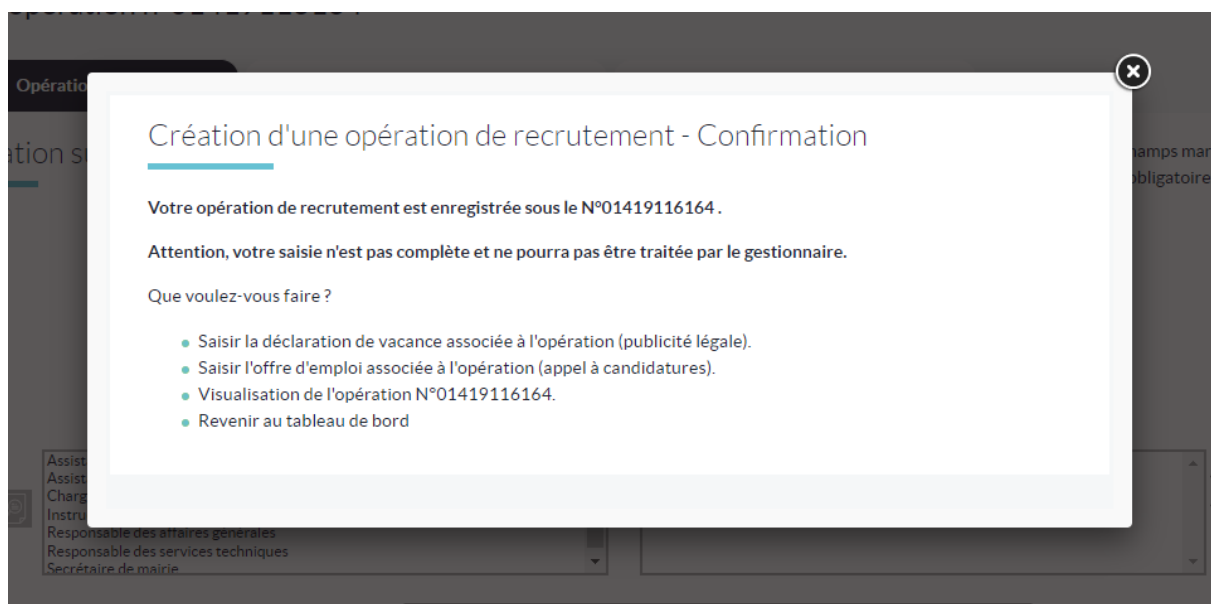 Opératio
Création d'une opération de recrutement - Confirmation
Votre opération de recrutement est enregistrée sous le N°01419116164 .
Attention, votre saisie n'est pas complète et ne pourra pas être traitée par le gestionnaire.
Que voulez-vous faire ?
Saisir la déclaration de vacance associée à l'opération (publicité légale).
Saisir l'offre d'emploi associée à l'opération (appel à candidatures).
Visualisation de l'opération N°01419116164.
Revenir au tableau de bord
ation s
hamps mar
obligatoire
Assist
Assist
Charg
Instru
Responsable des affaires générales
Responsable des services techniques
Secrétaire de mairie